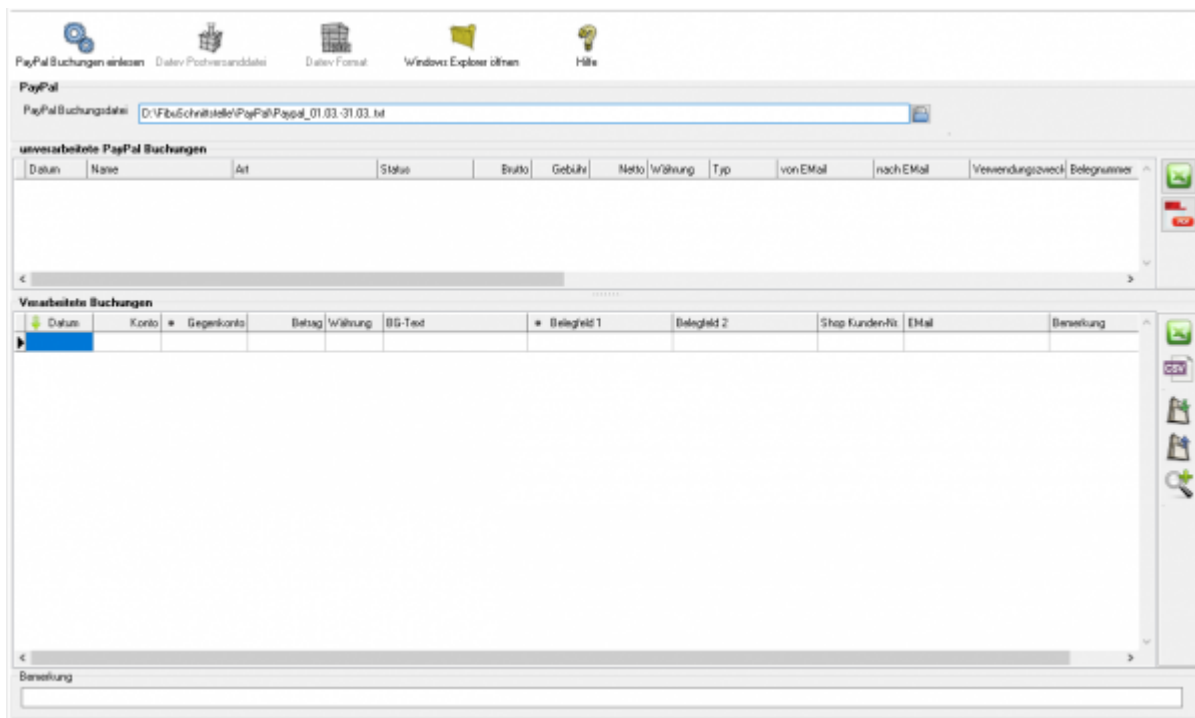 PayPal Buchungen einlesen Datev Postversanddatei Datev Format Windows Explorer öffnen Hilfe
PayPal
PayPal Buchungsdatei D:\FibuSchnittstelle\PayPal\Paypal_01.03.-31.03..txt
unverarbeitete PayPal Buchungen
Datum Name Art Status Brutto Gebühr Netto Währung Typ von EMail nach EMail Verwendungszweck Belegnummer
PDF
Verarbeitete Buchungen
Datum Konto * Gegenkonto Betrag Währung BG-Text * Belegfeld 1 Belegfeld 2 Shop Kunden-Nr. EMail Bemerkung
CSV
Bemerkung